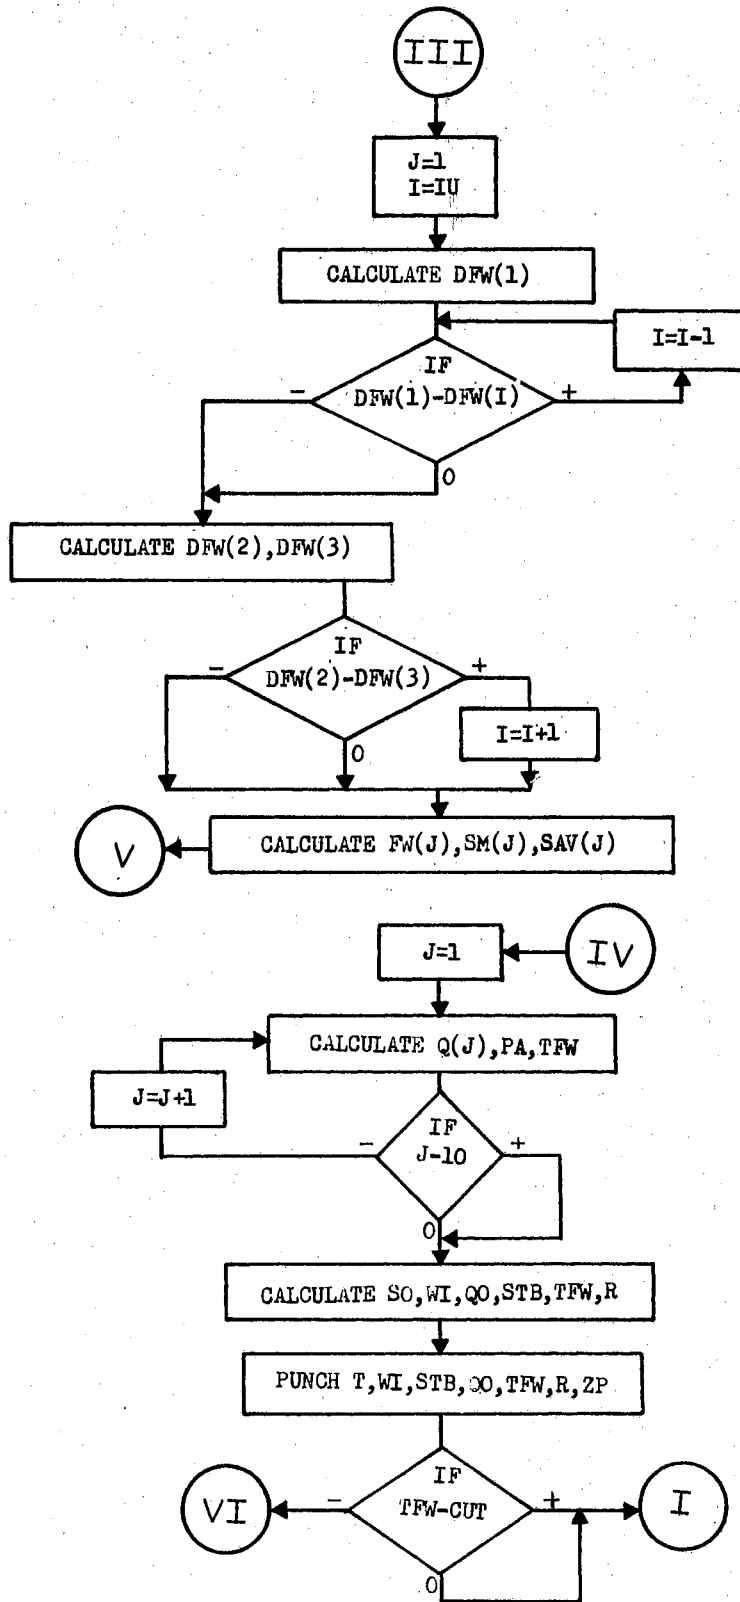 III
J=1
I=IU
CALCULATE DFW(1)
I=I-1
IF
DFW(1)-DFW(I)
-
+
0
CALCULATE DFW(2),DFW(3)
IF
DFW(2)-DFW(3)
-
+
I=I+1
0
CALCULATE FW(J),SM(J),SAV(J)
V
J=1
IV
CALCULATE Q(J),PA,TFW
J=J+1
IF
J-10
-
+
0
CALCULATE SO,WI,QO,STB,TFW,R
PUNCH T,WI,STB,QO,TFW,R,ZP
IF
TFW-CUT
VI
-
+
I
0